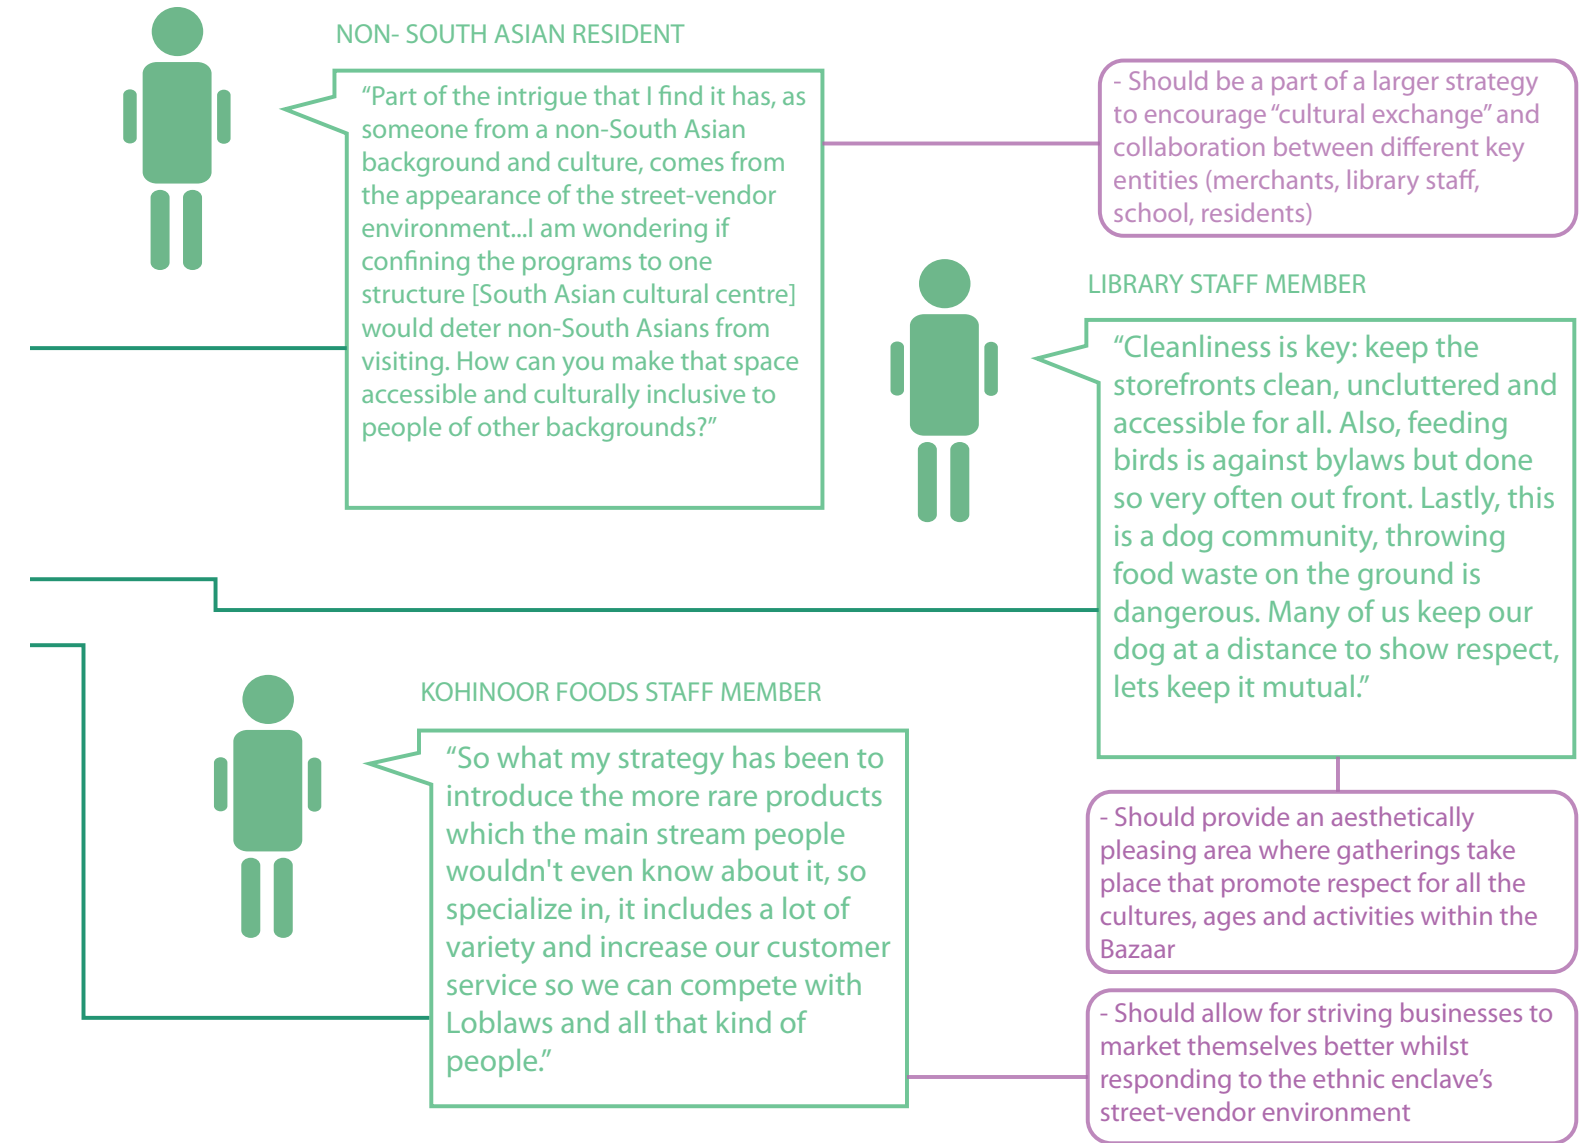 NON- SOUTH ASIAN RESIDENT
“Part of the intrigue that I find it has, as
someone from a non-South Asian
background and culture, comes from
the appearance of the street-vendor
environment...I am wondering if
confining the programs to one
structure [South Asian cultural centre]
would deter non-South Asians from
visiting. How can you make that space
accessible and culturally inclusive to
people of other backgrounds?”
- Should be a part of a larger strategy
to encourage “cultural exchange” and
collaboration between different key
entities (merchants, library staff,
school, residents)
LIBRARY STAFF MEMBER
“Cleanliness is key: keep the
storefronts clean, uncluttered and
accessible for all. Also, feeding
birds is against bylaws but done
so very often out front. Lastly, this
is a dog community, throwing
food waste on the ground is
dangerous. Many of us keep our
dog at a distance to show respect,
lets keep it mutual.”
- Should provide an aesthetically
pleasing area where gatherings take
place that promote respect for all the
cultures, ages and activities within the
Bazaar
KOHINOOR FOODS STAFF MEMBER
“So what my strategy has been to
introduce the more rare products
which the main stream people
wouldn't even know about it, so
specialize in, it includes a lot of
variety and increase our customer
service so we can compete with
Loblaws and all that kind of
people.”
- Should allow for striving businesses to
market themselves better whilst
responding to the ethnic enclave’s
street-vendor environment